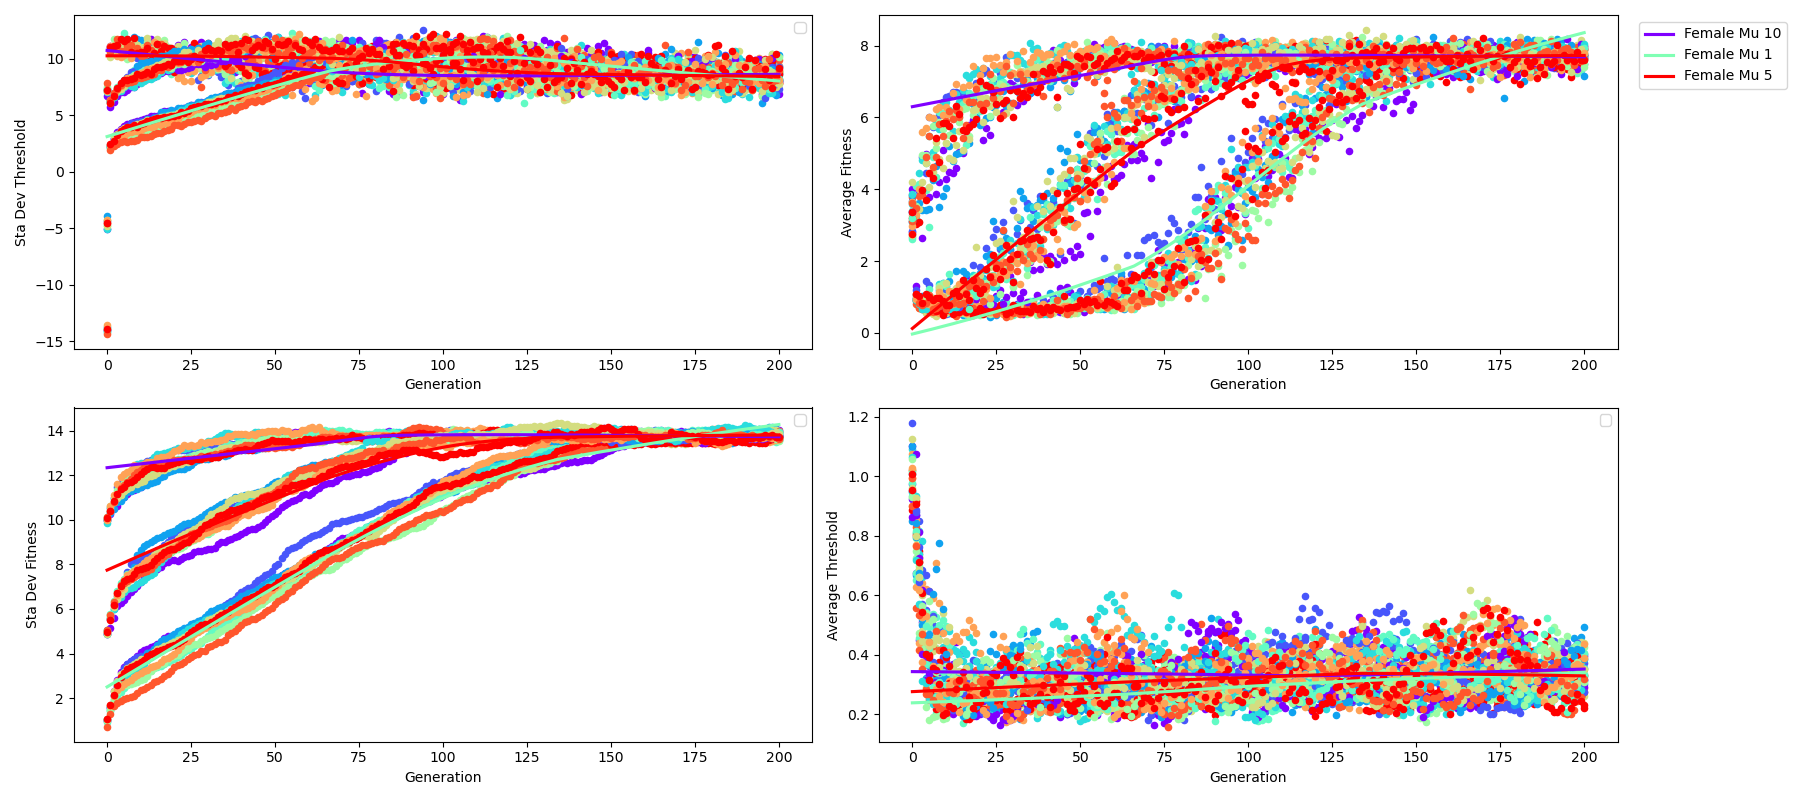 Sta Dev Threshold
10
5
0
−5
−10
−15
0 25 50 75 100 125 150 175 200
Generation
Average Fitness
8
6
4
2
0
0 25 50 75 100 125 150 175 200
Generation
Female Mu 10
Female Mu 1
Female Mu 5
Sta Dev Fitness
14
12
10
8
6
4
2
0 25 50 75 100 125 150 175 200
Generation
Average Threshold
1.2
1.0
0.8
0.6
0.4
0.2
0 25 50 75 100 125 150 175 200
Generation